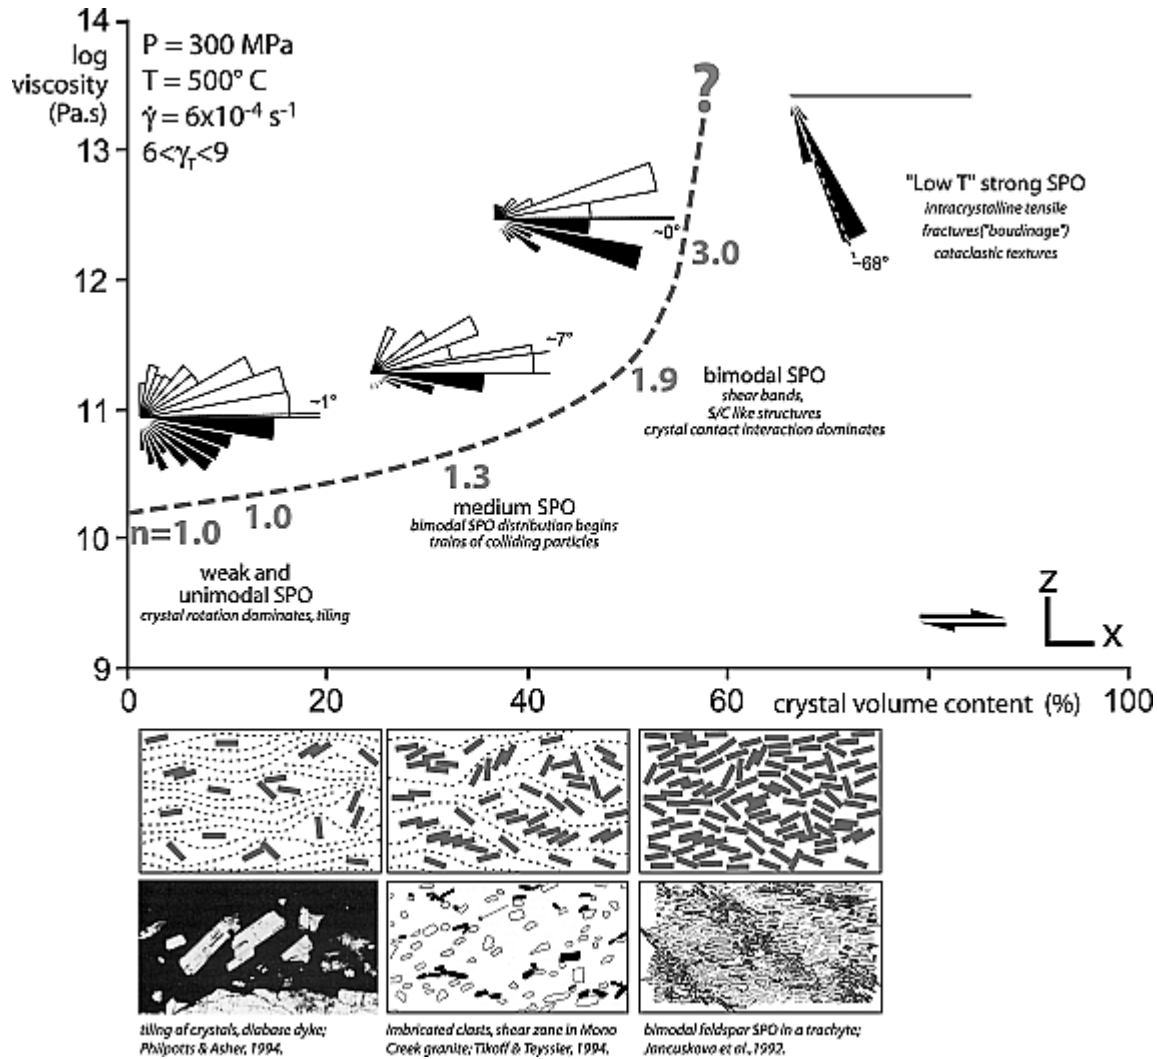 14
log
viscosity
(Pa.s)
P = 300 MPa
T = 500° C
γ̇ = 6x10⁻⁴ s⁻¹
6<γT<9
?
13
"Low T" strong SPO
intracrystalline tensile
fractures("boudinage")
cataclastic textures
~0°
3.0
~68°
12
~7°
1.9
bimodal SPO
shear bands,
S/C like structures
crystal contact interaction dominates
~1°
11
1.3
medium SPO
bimodal SPO distribution begins
trains of colliding particles
n=1.0
1.0
10
weak and
unimodal SPO
crystal rotation dominates, tiling
Z
X
9
0
20
40
60
crystal volume content (%)
100
tiling of crystals, diabase dyke;
Philpotts & Asher, 1994.
Imbricated clasts, shear zane in Mono
Creek granite; Tikoff & Teyssier, 1994.
bimodal feldspar SPO in a trachyte;
Jancuskova et al., 1992.